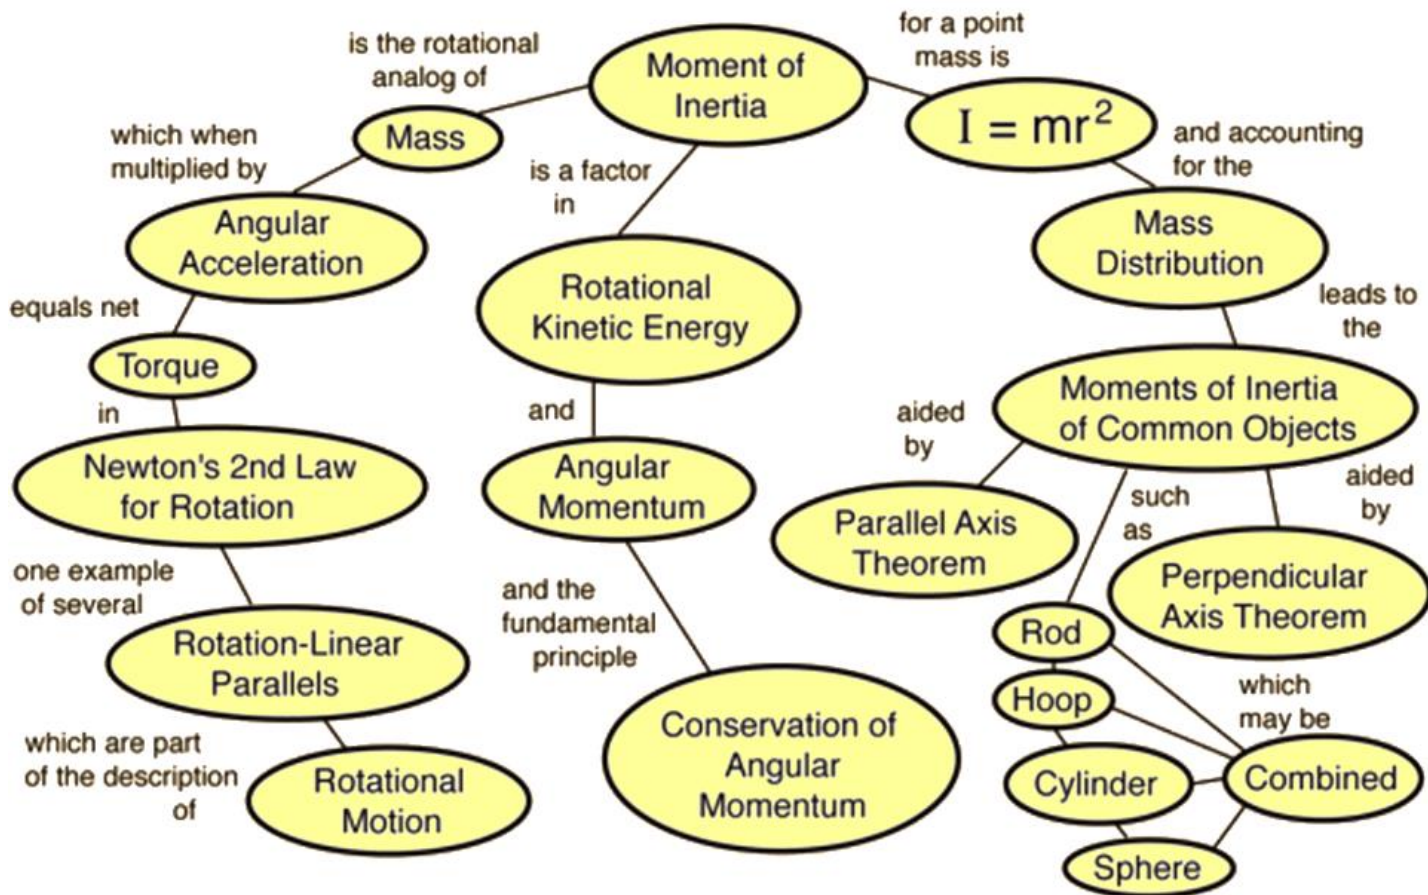 Moment of
Inertia
is the rotational
analog of
Mass
which when
multiplied by
Angular
Acceleration
equals net
Torque
in
Newton's 2nd Law
for Rotation
one example
of several
Rotation-Linear
Parallels
which are part
of the description
of
Rotational
Motion
is a factor
in
Rotational
Kinetic Energy
and
Angular
Momentum
and the
fundamental
principle
Conservation of
Angular
Momentum
for a point
mass is
I = mr²
and accounting
for the
Mass
Distribution
leads to
the
Moments of Inertia
of Common Objects
aided
by
Parallel Axis
Theorem
such
as
aided
by
Perpendicular
Axis Theorem
Rod
Hoop
Cylinder
Sphere
which
may be
Combined